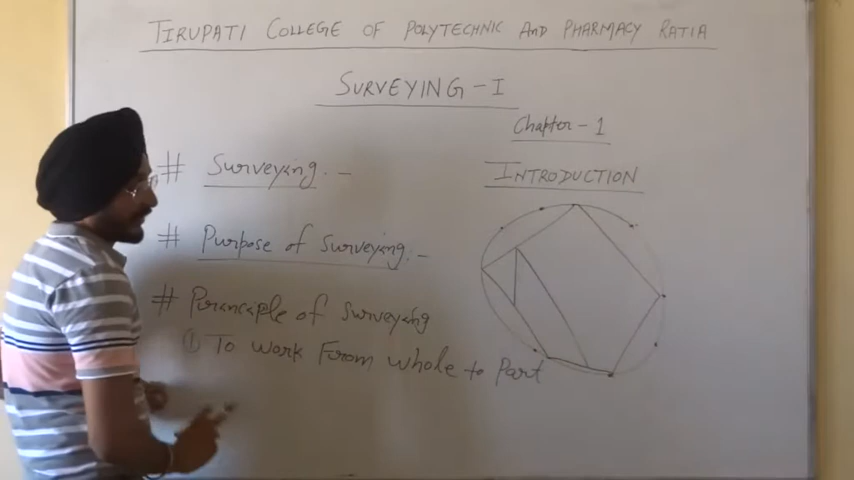 TIRUPATI COLLEGE OF POLYTECHNIC AND PHARMACY RATIA
SURVEYING - I
Chapter - 1
INTRODUCTION
# Surveying. -
# Purpose of Surveying. -
# Principle of Surveying
① To work From whole to Part